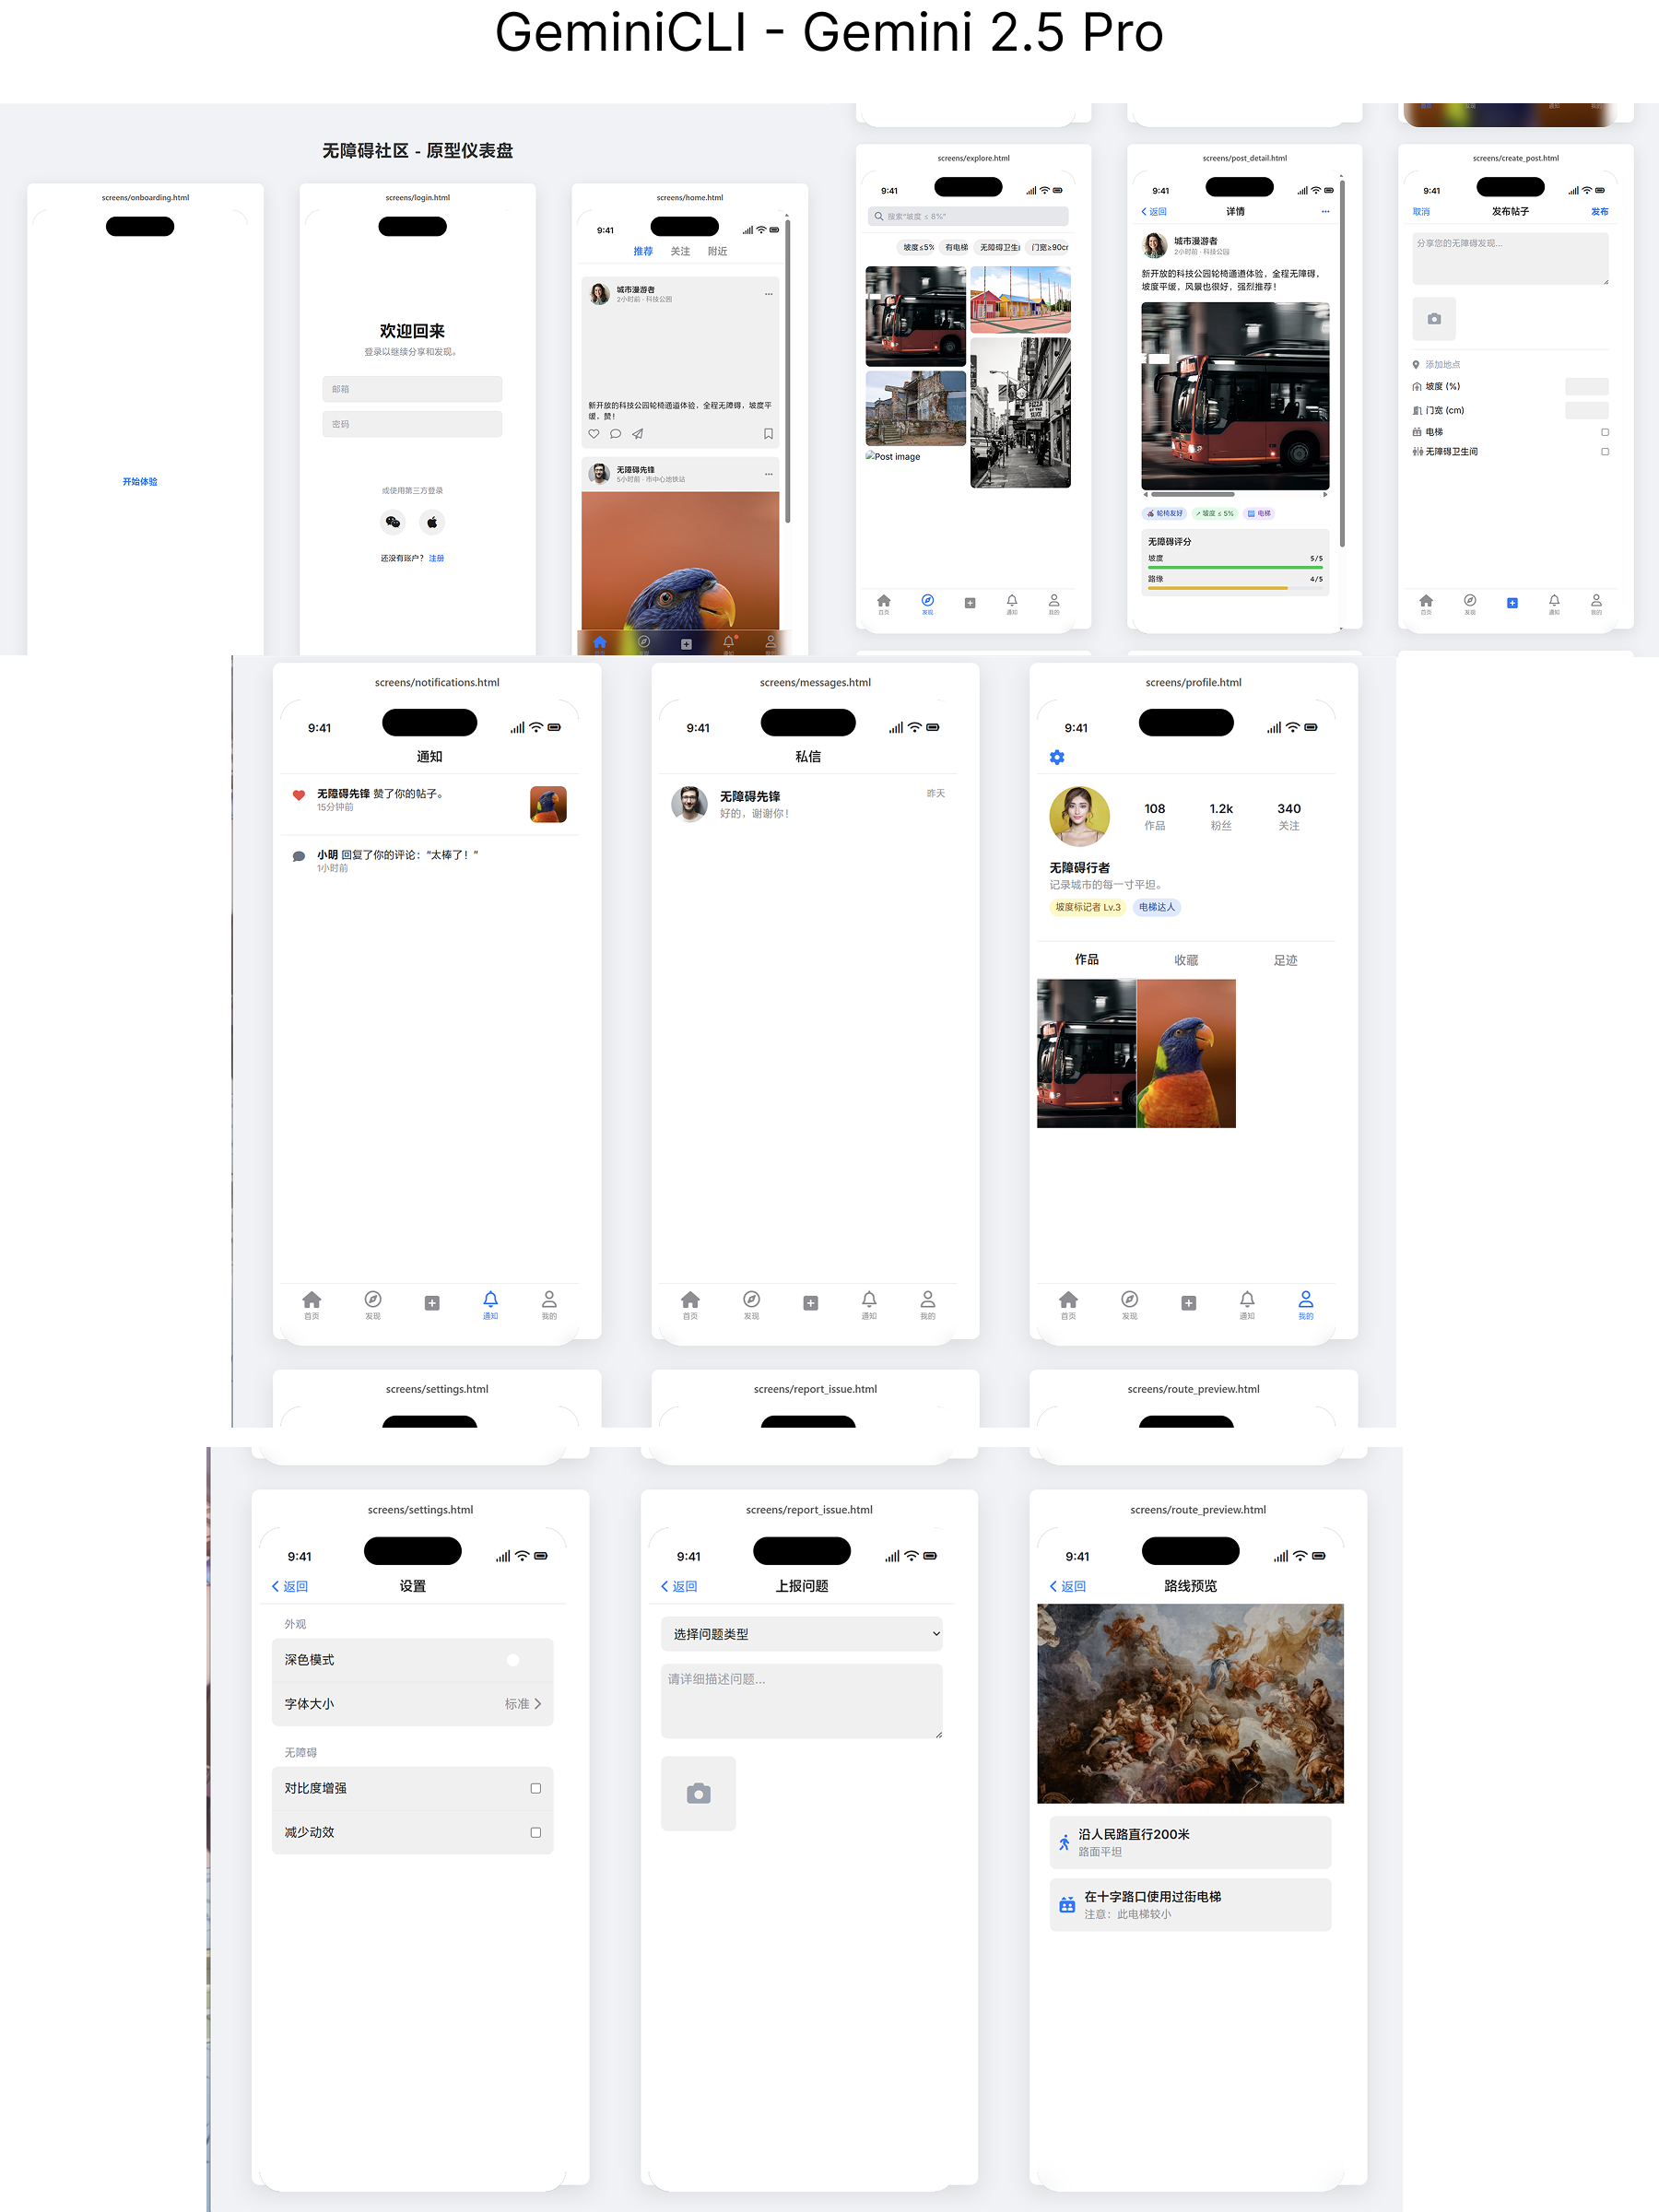 GeminiCLI - Gemini 2.5 Pro
无障碍社区 - 原型仪表盘
screens/onboarding.html
开始体验
screens/login.html
欢迎回来
登录以继续分享和发现。
邮箱
密码
或使用第三方登录
还没有账户? 注册
screens/home.html
9:41
推荐 关注 附近
城市漫游者
2小时前 · 科技公园
新开放的科技公园轮椅通道体验，全程无障碍，坡度平
缓，赞！
无障碍先锋
5小时前 · 市中心地铁站
screens/explore.html
9:41
搜索"坡度 ≤ 8%"
坡度≤5% 有电梯 无障碍卫生 门宽≥90cm
Post image
首页 发现 通知 我的
screens/post_detail.html
9:41
返回 详情
城市漫游者
2小时前 · 科技公园
新开放的科技公园轮椅通道体验，全程无障碍，
坡度平缓，风景也很好，强烈推荐！
轮椅友好 坡度 ≤ 5% 电梯
无障碍评分
坡度 5/5
路缘 4/5
首页 发现 通知 我的
screens/create_post.html
9:41
取消 发布帖子 发布
分享您的无障碍发现...
添加地点
坡度 (%)
门宽 (cm)
电梯
无障碍卫生间
首页 发现 通知 我的
screens/notifications.html
9:41
通知
无障碍先锋 赞了你的帖子。
15分钟前
小明 回复了你的评论："太棒了！"
1小时前
首页 发现 通知 我的
screens/messages.html
9:41
私信
无障碍先锋 昨天
好的，谢谢你！
首页 发现 通知 我的
screens/profile.html
9:41
108 1.2k 340
作品 粉丝 关注
无障碍行者
记录城市的每一寸平坦。
坡度标记者 Lv.3 电梯达人
作品 收藏 足迹
首页 发现 通知 我的
screens/settings.html
screens/report_issue.html
screens/route_preview.html
screens/settings.html
9:41
返回 设置
外观
深色模式
字体大小 标准
无障碍
对比度增强
减少动效
screens/report_issue.html
9:41
返回 上报问题
选择问题类型
请详细描述问题...
screens/route_preview.html
9:41
返回 路线预览
沿人民路直行200米
路面平坦
在十字路口使用过街电梯
注意：此电梯较小